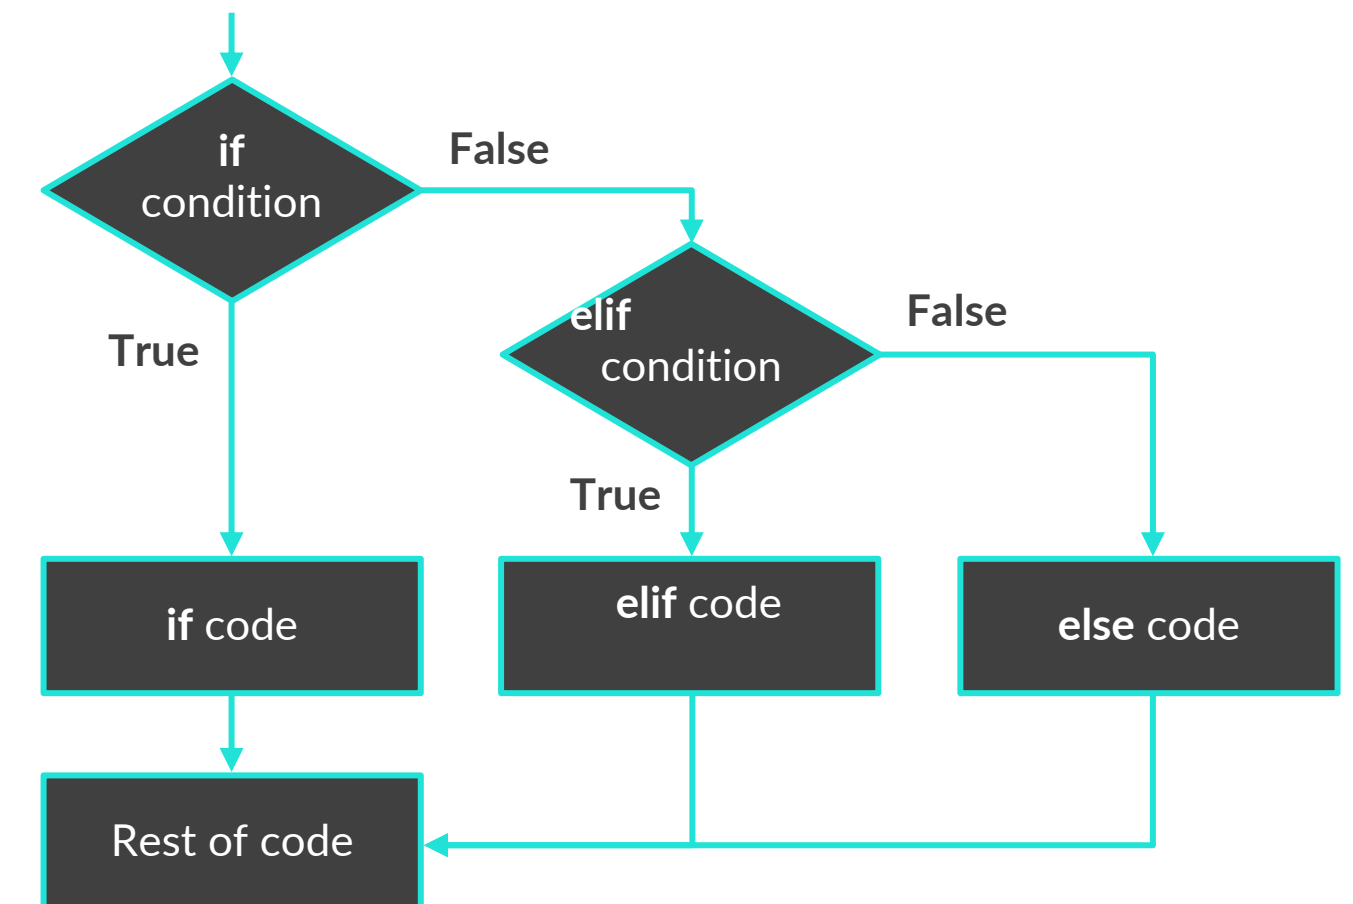 if
condition
False
True
elif
condition
False
True
if code
elif code
else code
Rest of code